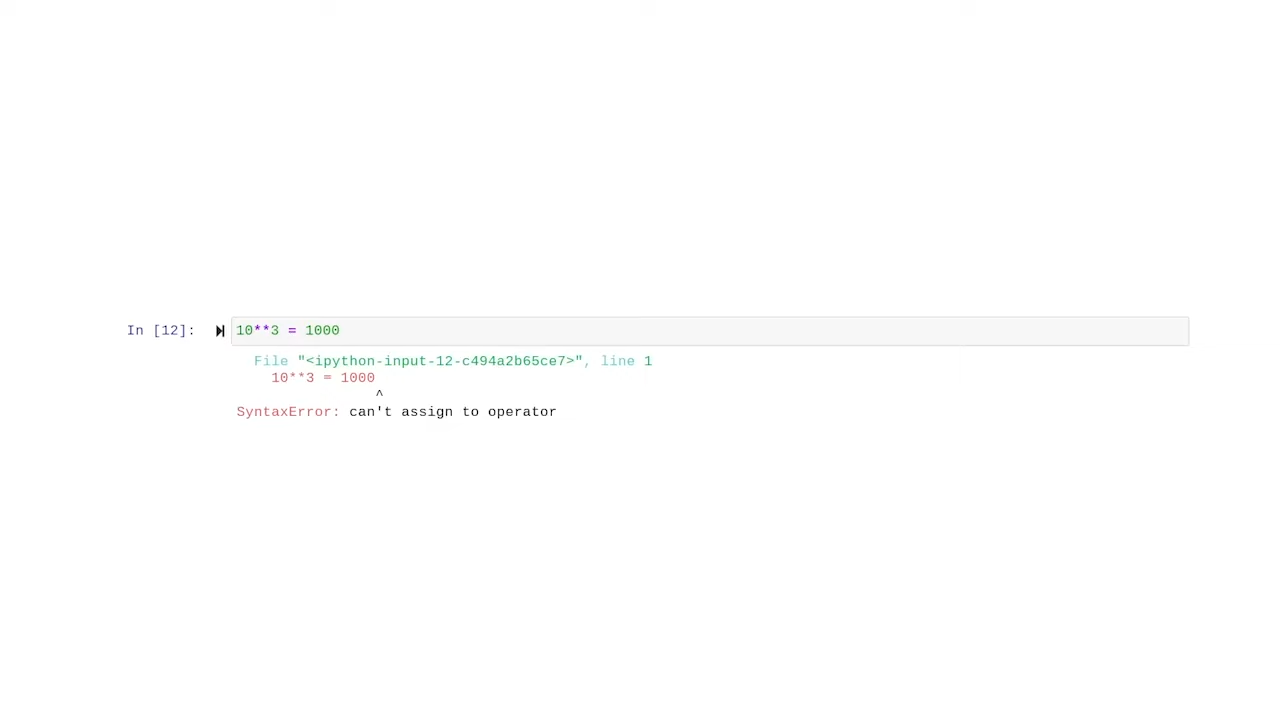 In [12]: 10**3 = 1000
File "<ipython-input-12-c494a2b65ce7>", line 1
10**3 = 1000
^
SyntaxError: can't assign to operator